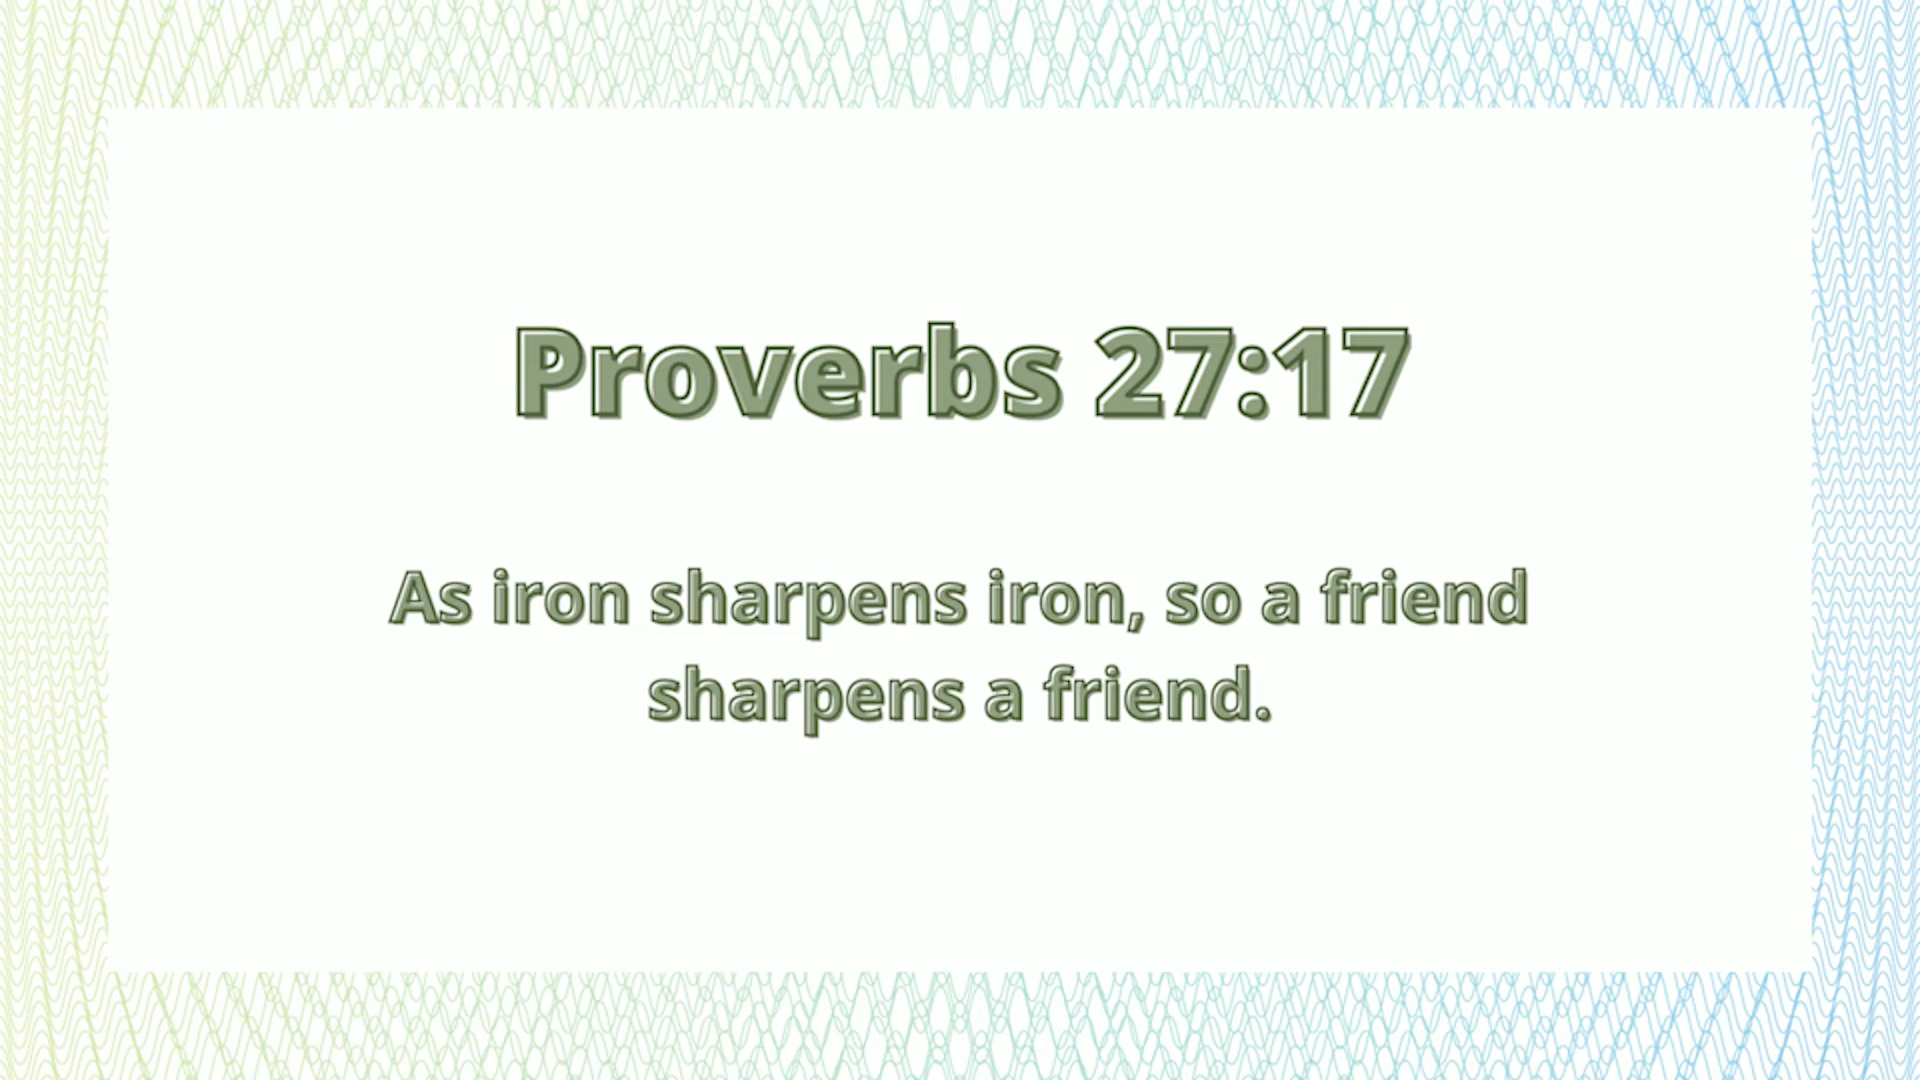 Proverbs 27:17
As iron sharpens iron, so a friend
sharpens a friend.